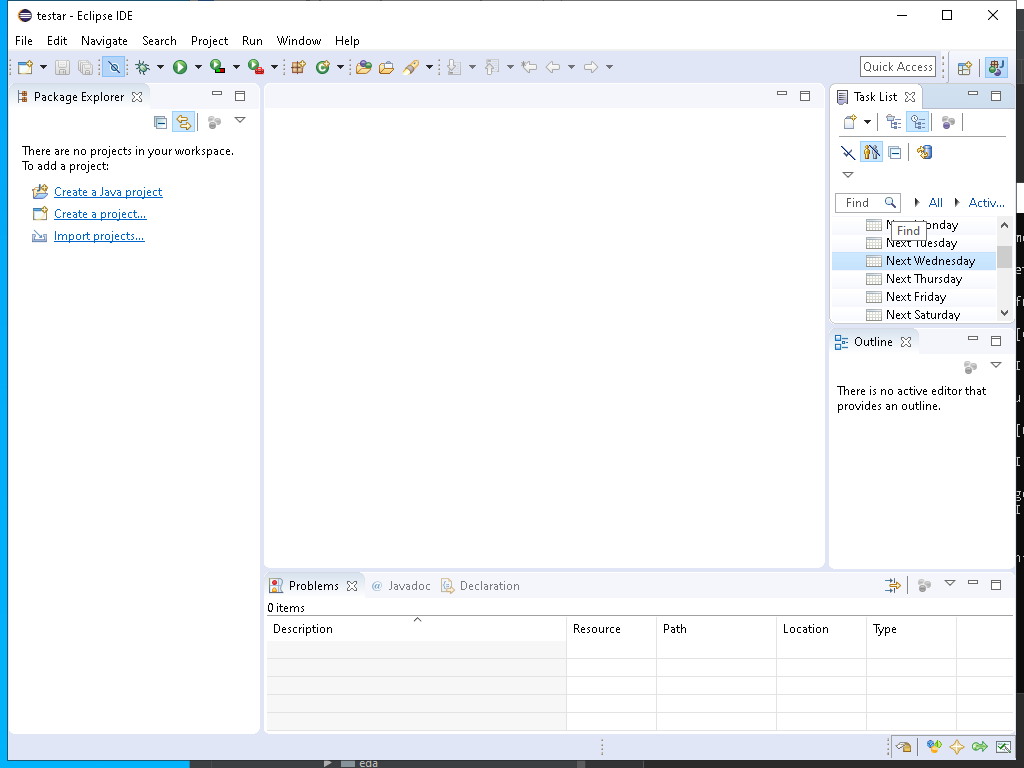 testar - Eclipse IDE
File Edit Navigate Search Project Run Window Help
Quick Access
Package Explorer
There are no projects in your workspace.
To add a project:
Create a Java project
Create a project...
Import projects...
Task List
Find All Activ...
Find
Next Tuesday
Next Wednesday
Next Thursday
Next Friday
Next Saturday
Outline
There is no active editor that
provides an outline.
Problems @ Javadoc Declaration
0 items
Description Resource Path Location Type
eda